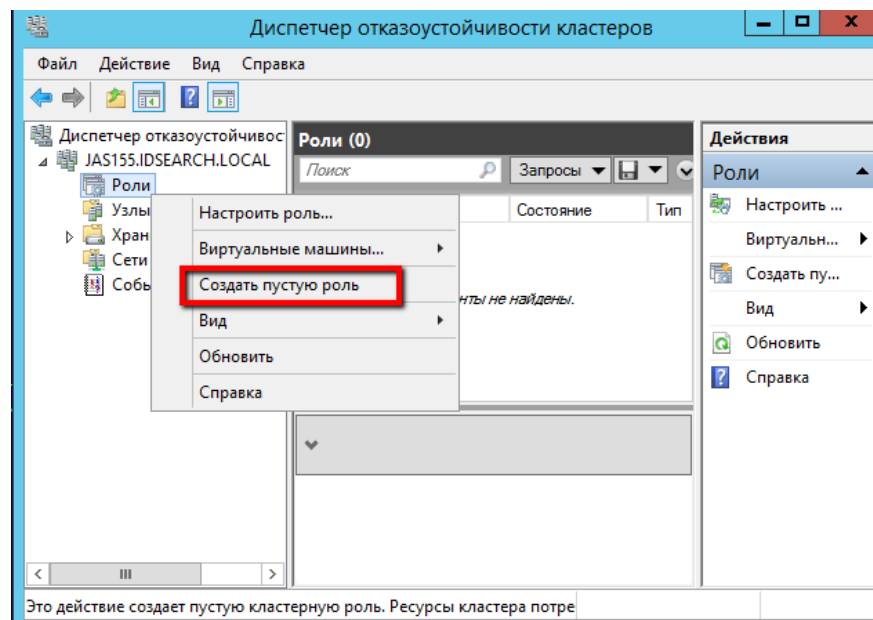 Диспетчер отказоустойчивости кластеров
Файл Действие Вид Справка
Диспетчер отказоустойчивос
JAS155.IDSEARCH.LOCAL
Роли
Узлы
Хран
Сети
Собы
Настроить роль...
Виртуальные машины...
Создать пустую роль
Вид
Обновить
Справка
Роли (0)
Поиск
Запросы
Состояние Тип
нты не найдены.
Действия
Роли
Настроить ...
Виртуальн...
Создать пу...
Вид
Обновить
Справка
Это действие создает пустую кластерную роль. Ресурсы кластера потре